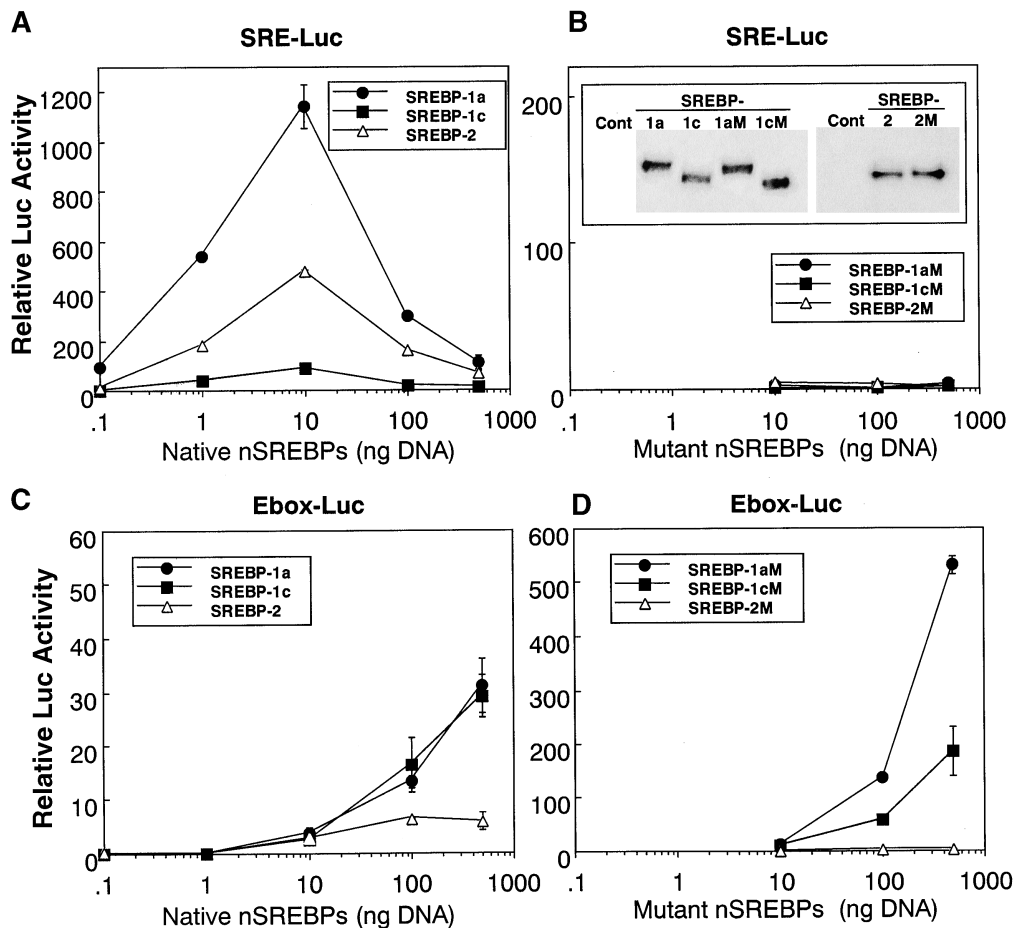 A
SRE-Luc
Relative Luc Activity
1200
1000
800
600
400
200
0
SREBP-1a
SREBP-1c
SREBP-2
.1 1 10 100 1000
Native nSREBPs (ng DNA)
B
SRE-Luc
200
100
0
SREBP-
Cont 1a 1c 1aM 1cM
SREBP-
Cont 2 2M
SREBP-1aM
SREBP-1cM
SREBP-2M
.1 1 10 100 1000
Mutant nSREBPs (ng DNA)
C
Ebox-Luc
Relative Luc Activity
60
50
40
30
20
10
0
SREBP-1a
SREBP-1c
SREBP-2
.1 1 10 100 1000
Native nSREBPs (ng DNA)
D
Ebox-Luc
600
500
400
300
200
100
0
SREBP-1aM
SREBP-1cM
SREBP-2M
.1 1 10 100 1000
Mutant nSREBPs (ng DNA)